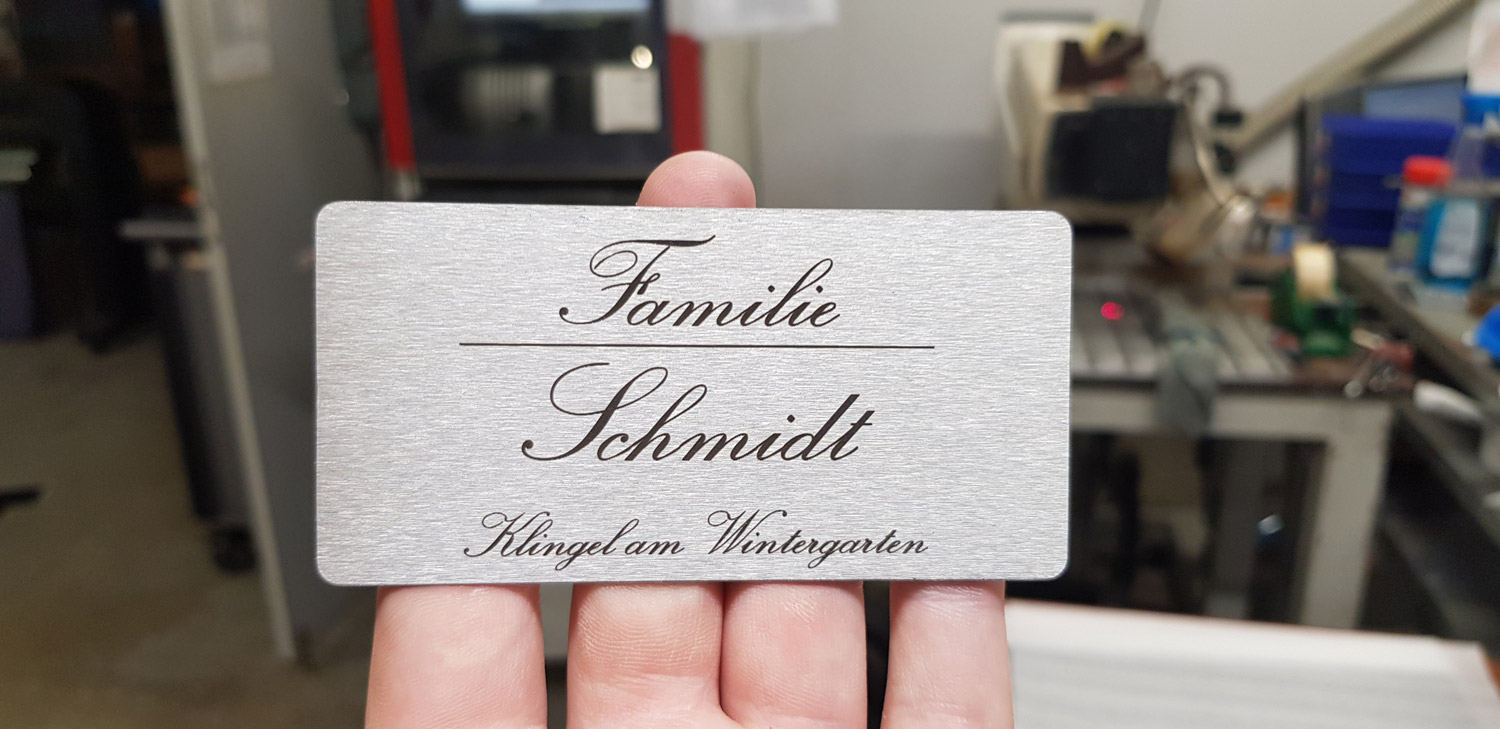 Familie
Schmidt
Klingel am Wintergarten